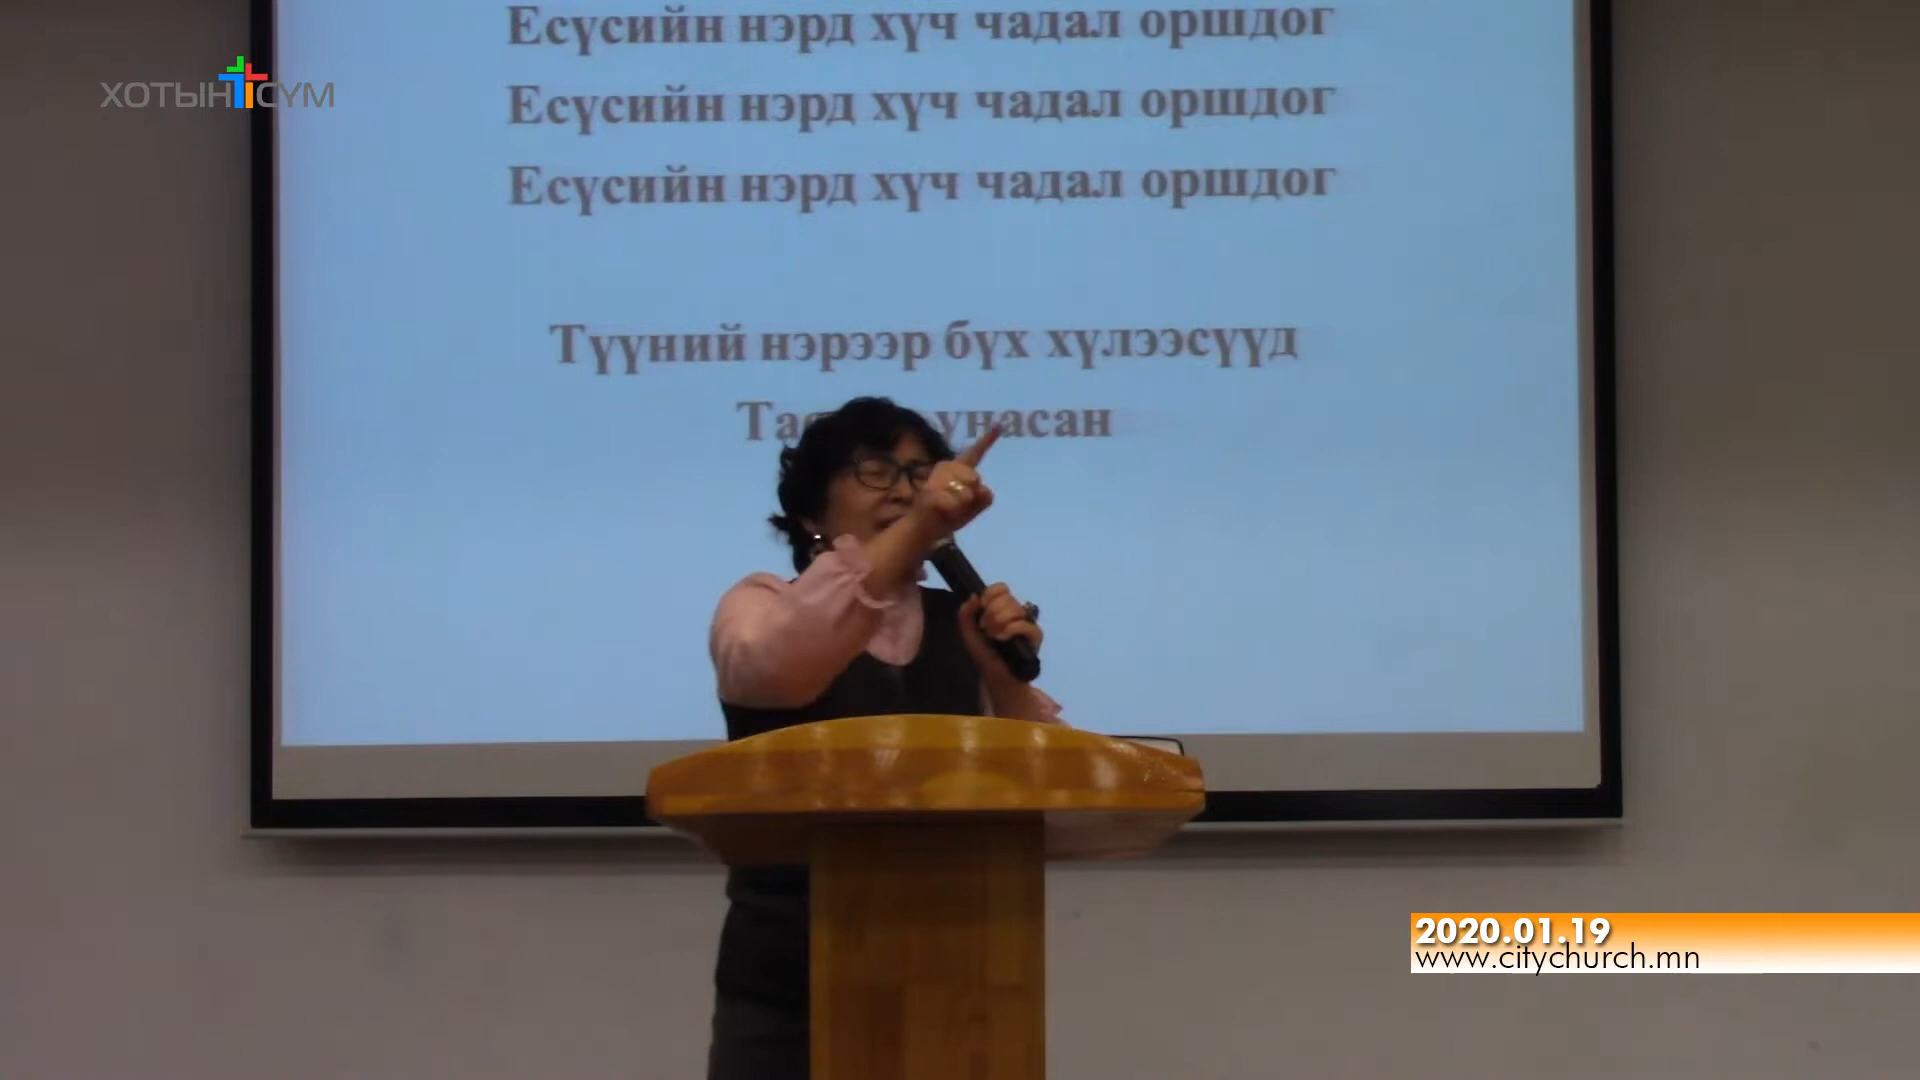 Есүсийн нэрд хүч чадал оршдог
ХОТЫН СҮМ
Есүсийн нэрд хүч чадал оршдог
Есүсийн нэрд хүч чадал оршдог
Түүний нэрээр бүх хүлээсүүд
2020.01.19
www.citychurch.mn